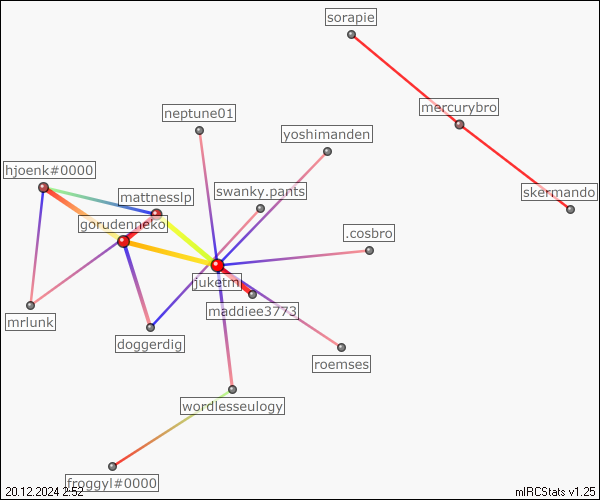 sorapie
mercurybro
neptune01
yoshimanden
hjoenk#0000
mattnesslp
swanky.pants
skermando
gorudenneko
.cosbro
juketm
maddiee3773
mrlunk
doggerdig
roemses
wordlesseulogy
froggyl#0000
20.12.2024 2:52
mIRCStats v1.25